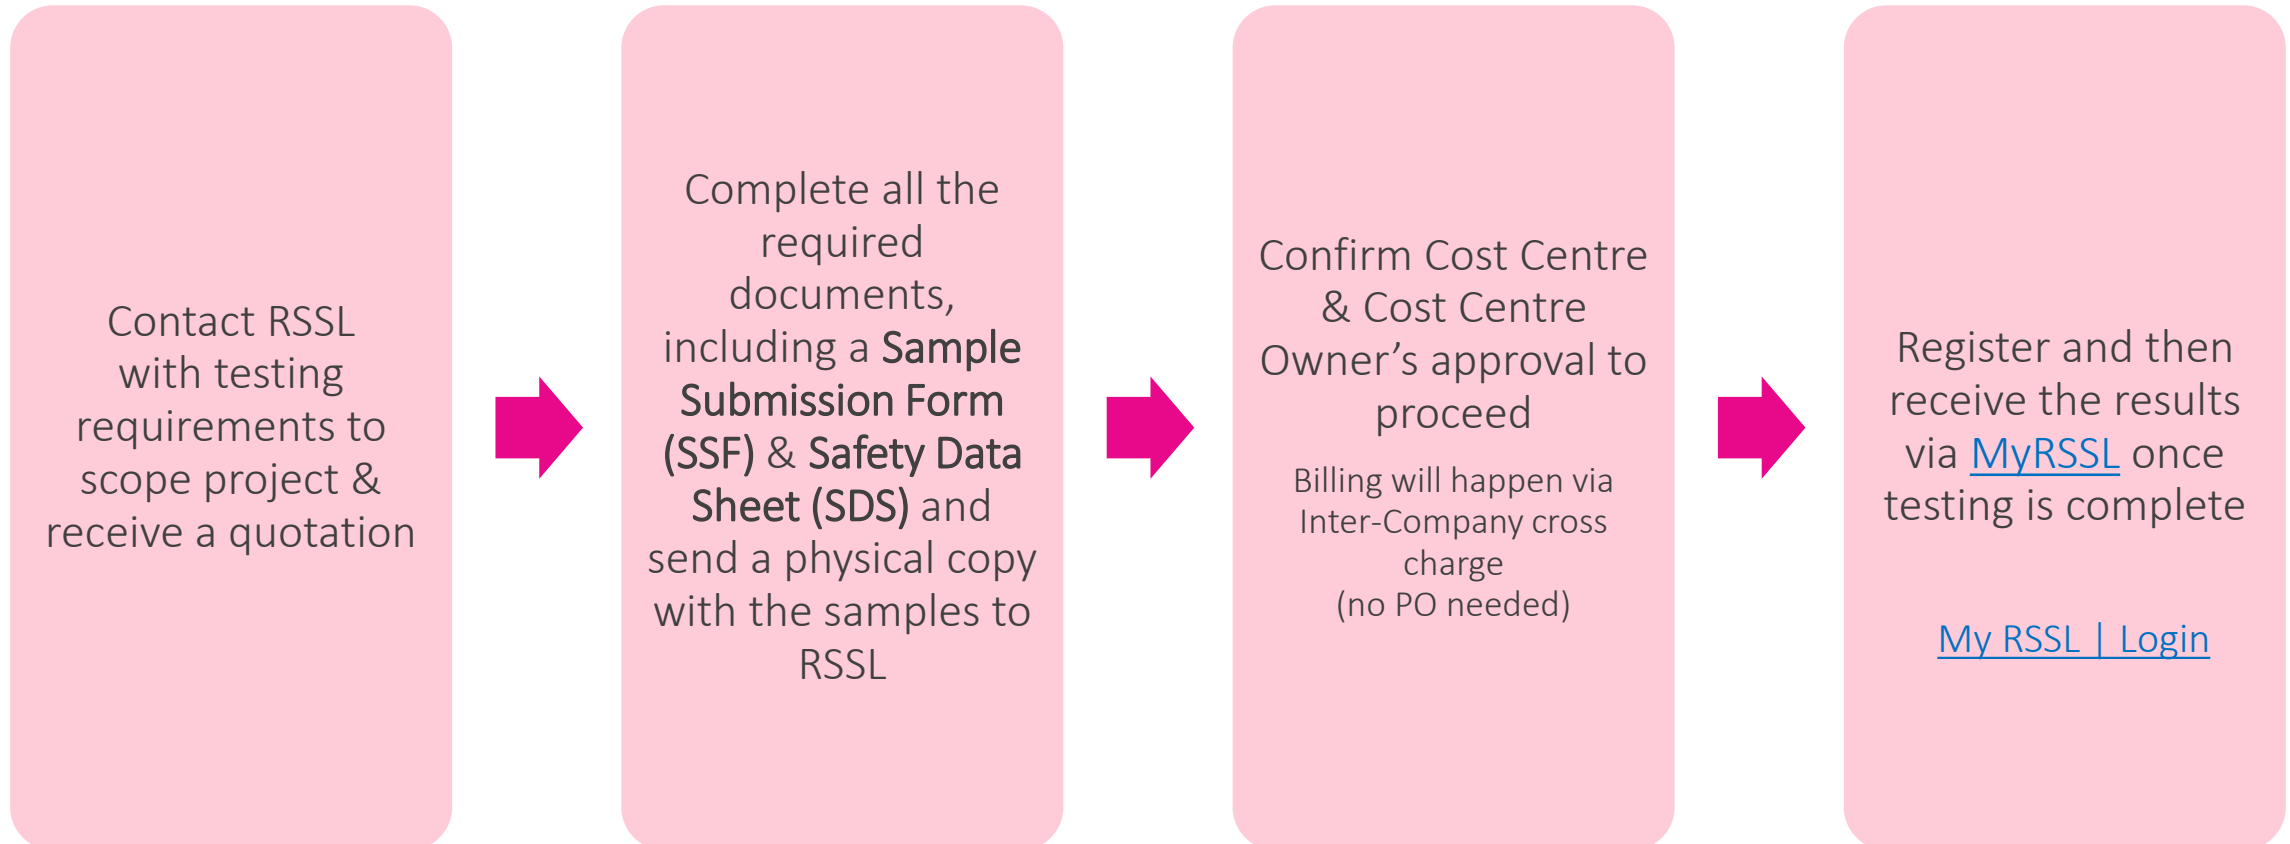 Contact RSSL
with testing
requirements to
scope project &
receive a quotation
Complete all the
required
documents,
including a Sample
Submission Form
(SSF) & Safety Data
Sheet (SDS) and
send a physical copy
with the samples to
RSSL
Confirm Cost Centre
& Cost Centre
Owner’s approval to
proceed
Billing will happen via
Inter-Company cross
charge
(no PO needed)
Register and then
receive the results
via MyRSSL once
testing is complete
My RSSL | Login